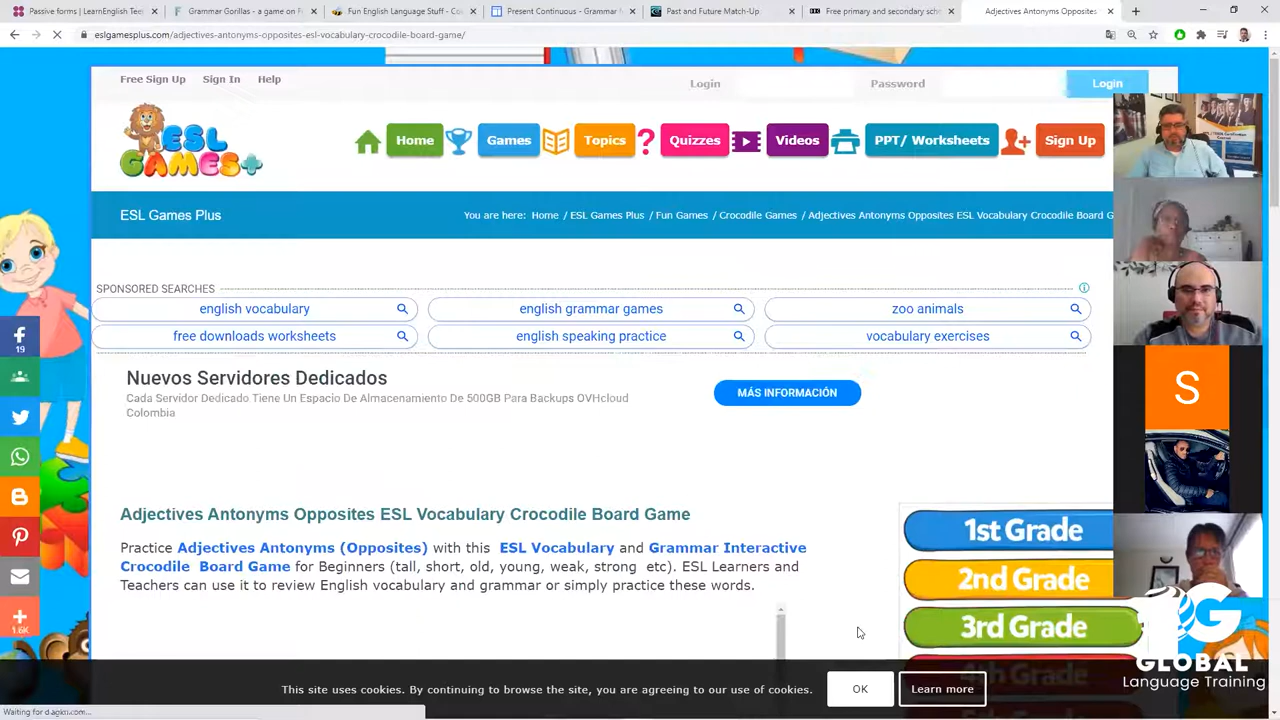 Passive forms | LearnEnglish Teen
Grammar Gorillas - a game on F
Fun English Language Stuff - Co
Present Continuous - Grammar N
Past and Future Match-Up
Free primary and secondary sch
Adjectives Antonyms Opposites
eslgamesplus.com/adjectives-antonyms-opposites-esl-vocabulary-crocodile-board-game/
Free Sign Up Sign In Help
Login Password Login
ESL GAMES+
Home Games Topics Quizzes Videos PPT/ Worksheets Sign Up
ESL Games Plus
You are here: Home / ESL Games Plus / Fun Games / Crocodile Games / Adjectives Antonyms Opposites ESL Vocabulary Crocodile Board G
SPONSORED SEARCHES
english vocabulary english grammar games zoo animals
free downloads worksheets english speaking practice vocabulary exercises
Nuevos Servidores Dedicados
Cada Servidor Dedicado Tiene Un Espacio De Almacenamiento De 500GB Para Backups OVHcloud
Colombia
MÁS INFORMACIÓN
19
1.6K
Adjectives Antonyms Opposites ESL Vocabulary Crocodile Board Game
Practice Adjectives Antonyms (Opposites) with this ESL Vocabulary and Grammar Interactive
Crocodile Board Game for Beginners (tall, short, old, young, weak, strong etc). ESL Learners and
Teachers can use it to review English vocabulary and grammar or simply practice these words.
1st Grade
2nd Grade
3rd Grade
4th Grade
S
GLOBAL
Language Training
This site uses cookies. By continuing to browse the site, you are agreeing to our use of cookies.
OK Learn more